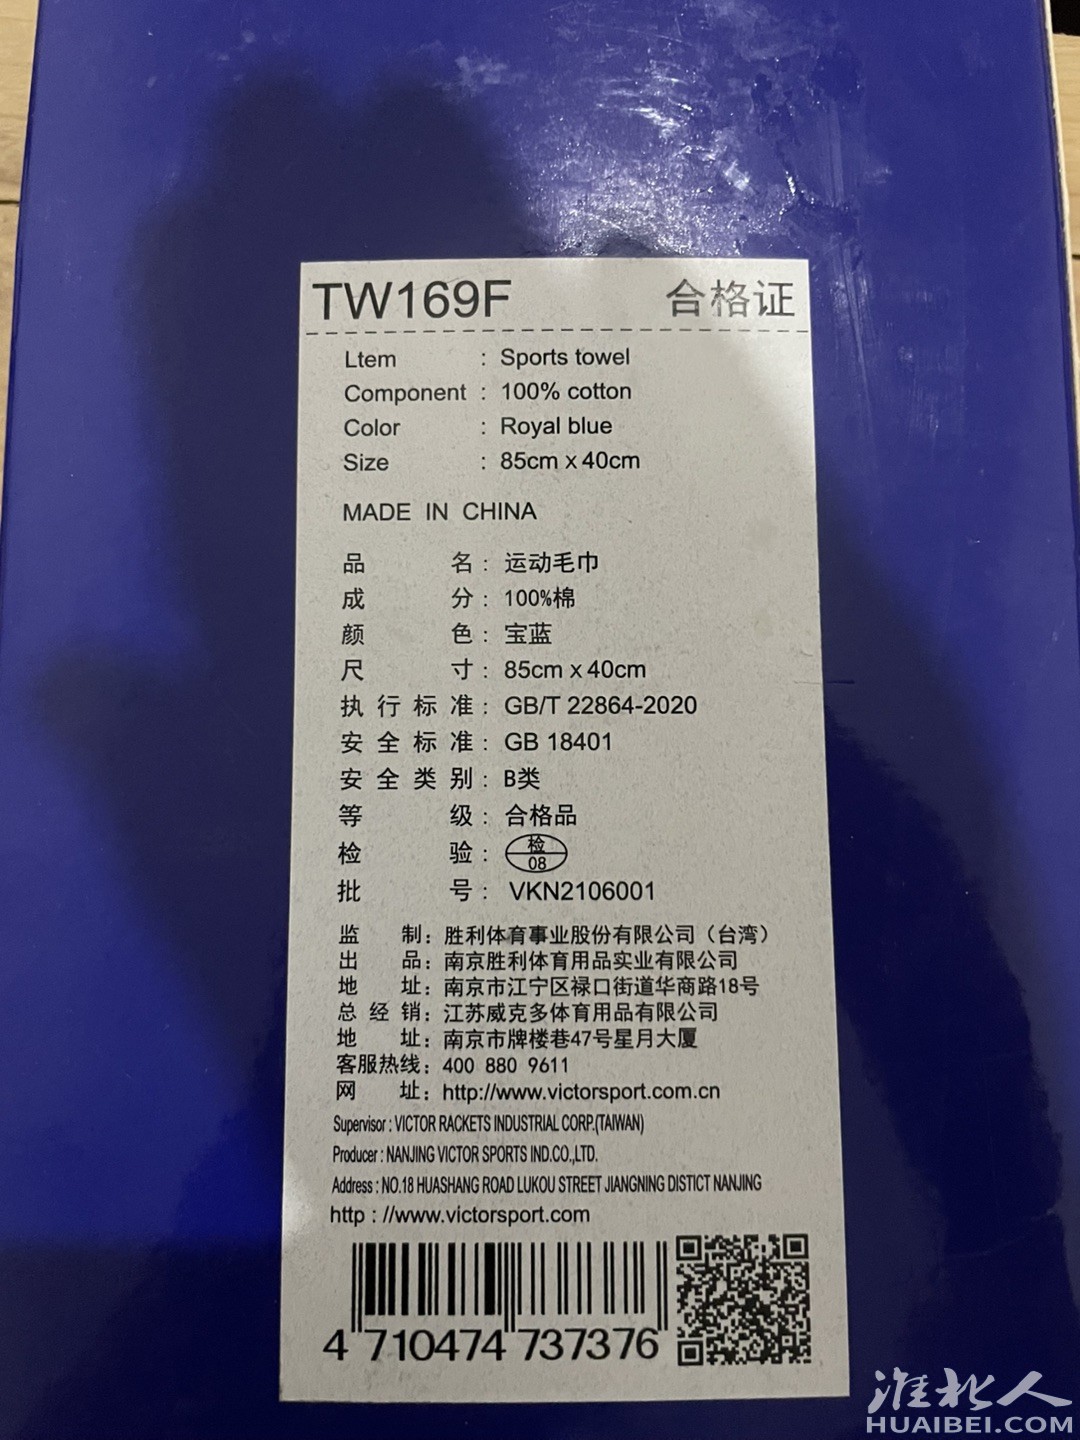 TW169F 合格证
Ltem : Sports towel
Component : 100% cotton
Color : Royal blue
Size : 85cm x 40cm
MADE IN CHINA
品名：运动毛巾
成分：100%棉
颜色：宝蓝
尺寸：85cm x 40cm
执行标准：GB/T 22864-2020
安全标准：GB 18401
安全类别：B类
等级：合格品
检验：检 08
批号：VKN2106001
监制：胜利体育事业股份有限公司（台湾）
出品：南京胜利体育用品实业有限公司
地址：南京市江宁区禄口街道华商路18号
总经销：江苏威克多体育用品有限公司
地址：南京市牌楼巷47号星月大厦
客服热线：400 880 9611
网址：http://www.victorsport.com.cn
Supervisor : VICTOR RACKETS INDUSTRIAL CORP.(TAIWAN)
Producer : NANJING VICTOR SPORTS IND.CO.,LTD.
Address : NO.18 HUASHANG ROAD LUKOU STREET JIANGNING DISTICT NANJING
http : //www.victorsport.com
4 710474 737376
淮北人
HUAIBEI.COM